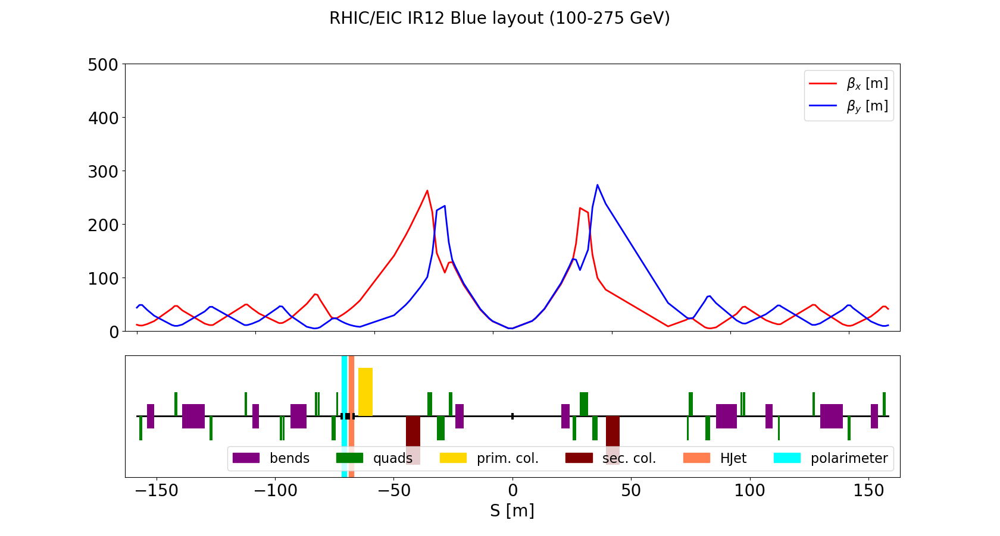 RHIC/EIC IR12 Blue layout (100-275 GeV)
500
400
300
200
100
0
βx [m]
βy [m]
bends quads prim. col. sec. col. HJet polarimeter
−150 −100 −50 0 50 100 150
S [m]